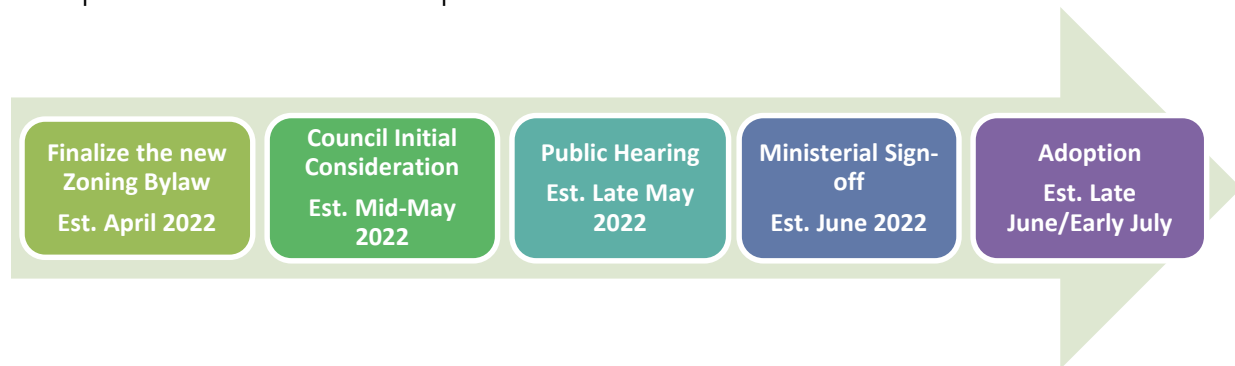 Finalize the new
Zoning Bylaw
Est. April 2022
Council Initial
Consideration
Est. Mid-May
2022
Public Hearing
Est. Late May
2022
Ministerial Sign-
off
Est. June 2022
Adoption
Est. Late
June/Early July